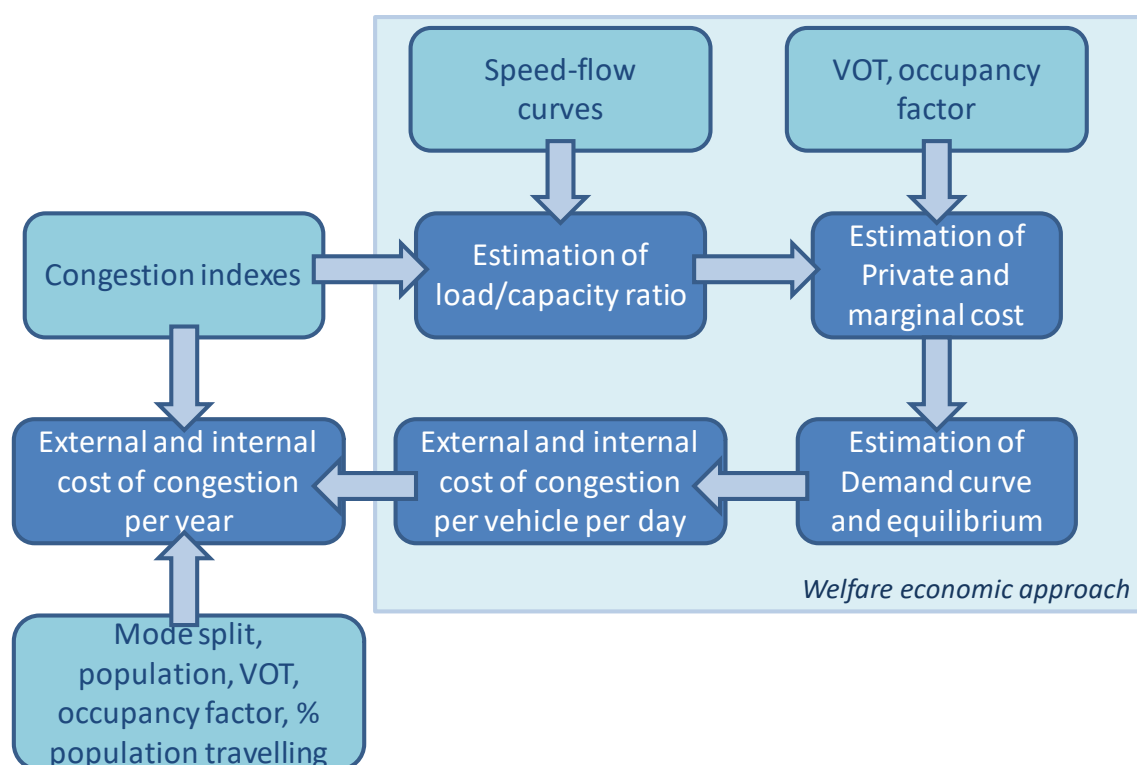 Speed-flow
curves
VOT, occupancy
factor
Congestion indexes
Estimation of
load/capacity ratio
Estimation of
Private and
marginal cost
External and internal
cost of congestion
per year
External and internal
cost of congestion
per vehicle per day
Estimation of
Demand curve
and equilibrium
Welfare economic approach
Mode split,
population, VOT,
occupancy factor, %
population travelling